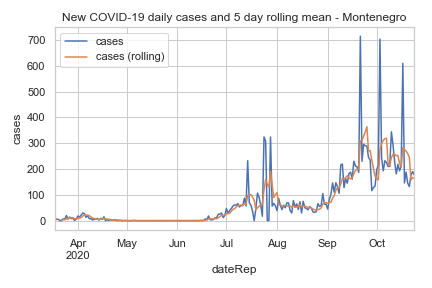 New COVID-19 daily cases and 5 day rolling mean - Montenegro
cases
cases (rolling)
700
600
500
400
300
200
100
0
cases
Apr May Jun Jul Aug Sep Oct
2020
dateRep